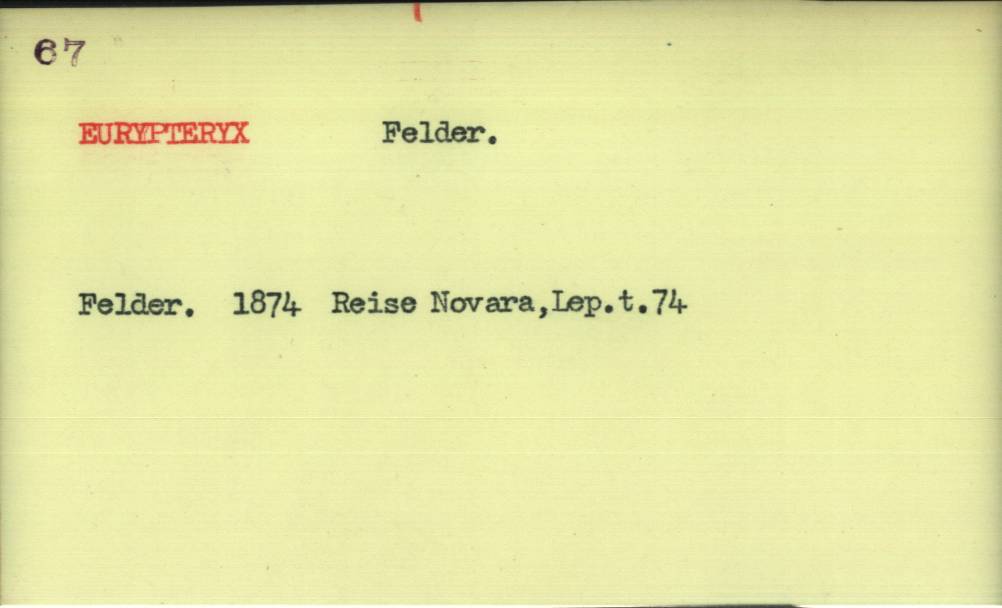 67
EURYPTERYX Felder.
Felder. 1874 Reise Novara,Lep.t.74